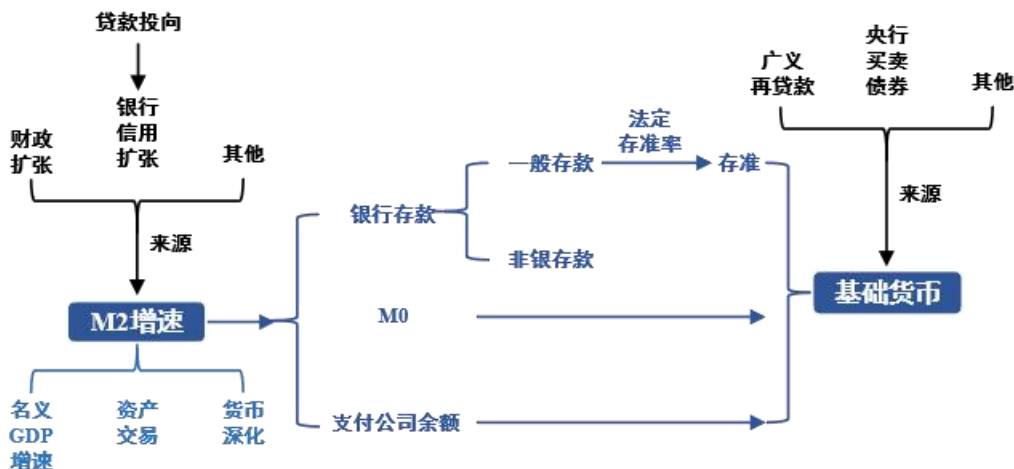 贷款投向
银行
信用
扩张
财政
扩张
其他
来源
M2增速
名义
GDP
增速
资产
交易
货币
深化
银行存款
一般存款
法定
存准率
存准
非银存款
M0
支付公司余额
广义
再贷款
央行
买卖
债券
其他
来源
基础货币